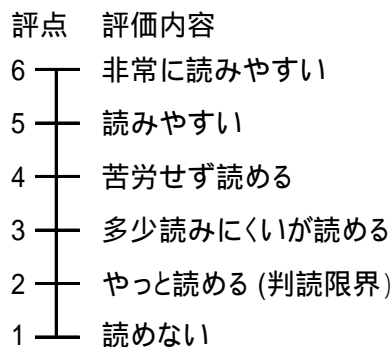 評点 評価内容
6 非常に読みやすい
5 読みやすい
4 苦労せず読める
3 多少読みにくいが読める
2 やっと読める (判読限界)
1 読めない